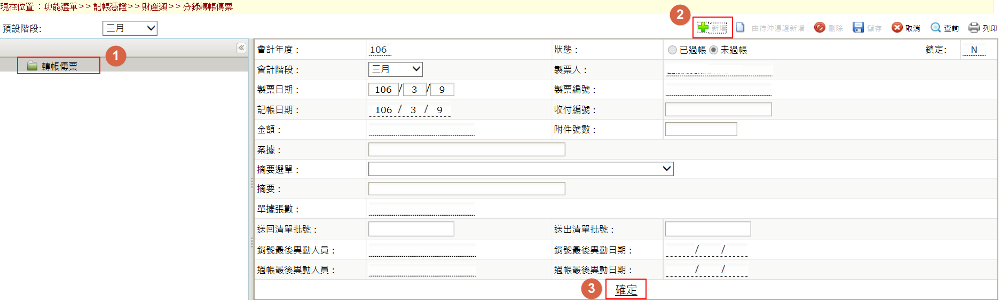 現在位置 ：功能選單>>記帳憑證>>財產類>>分錄轉帳傳票
預設階段: 三月
2
新增 由待沖憑證新增 刪除 儲存 取消 查詢 列印
1
轉帳傳票
會計年度： 106 狀態： 已過帳 未過帳 鎖定: N
會計階段： 三月 製票人：
製票日期： 106 / 3 / 9 製票編號：
記帳日期： 106 / 3 / 9 收付編號：
金額： 附件號數：
案據：
摘要選單：
摘要：
單據張數：
送回清單批號： 送出清單批號：
銷號最後異動人員： 銷號最後異動日期： / /
過帳最後異動人員： 過帳最後異動日期： / /
3 確定